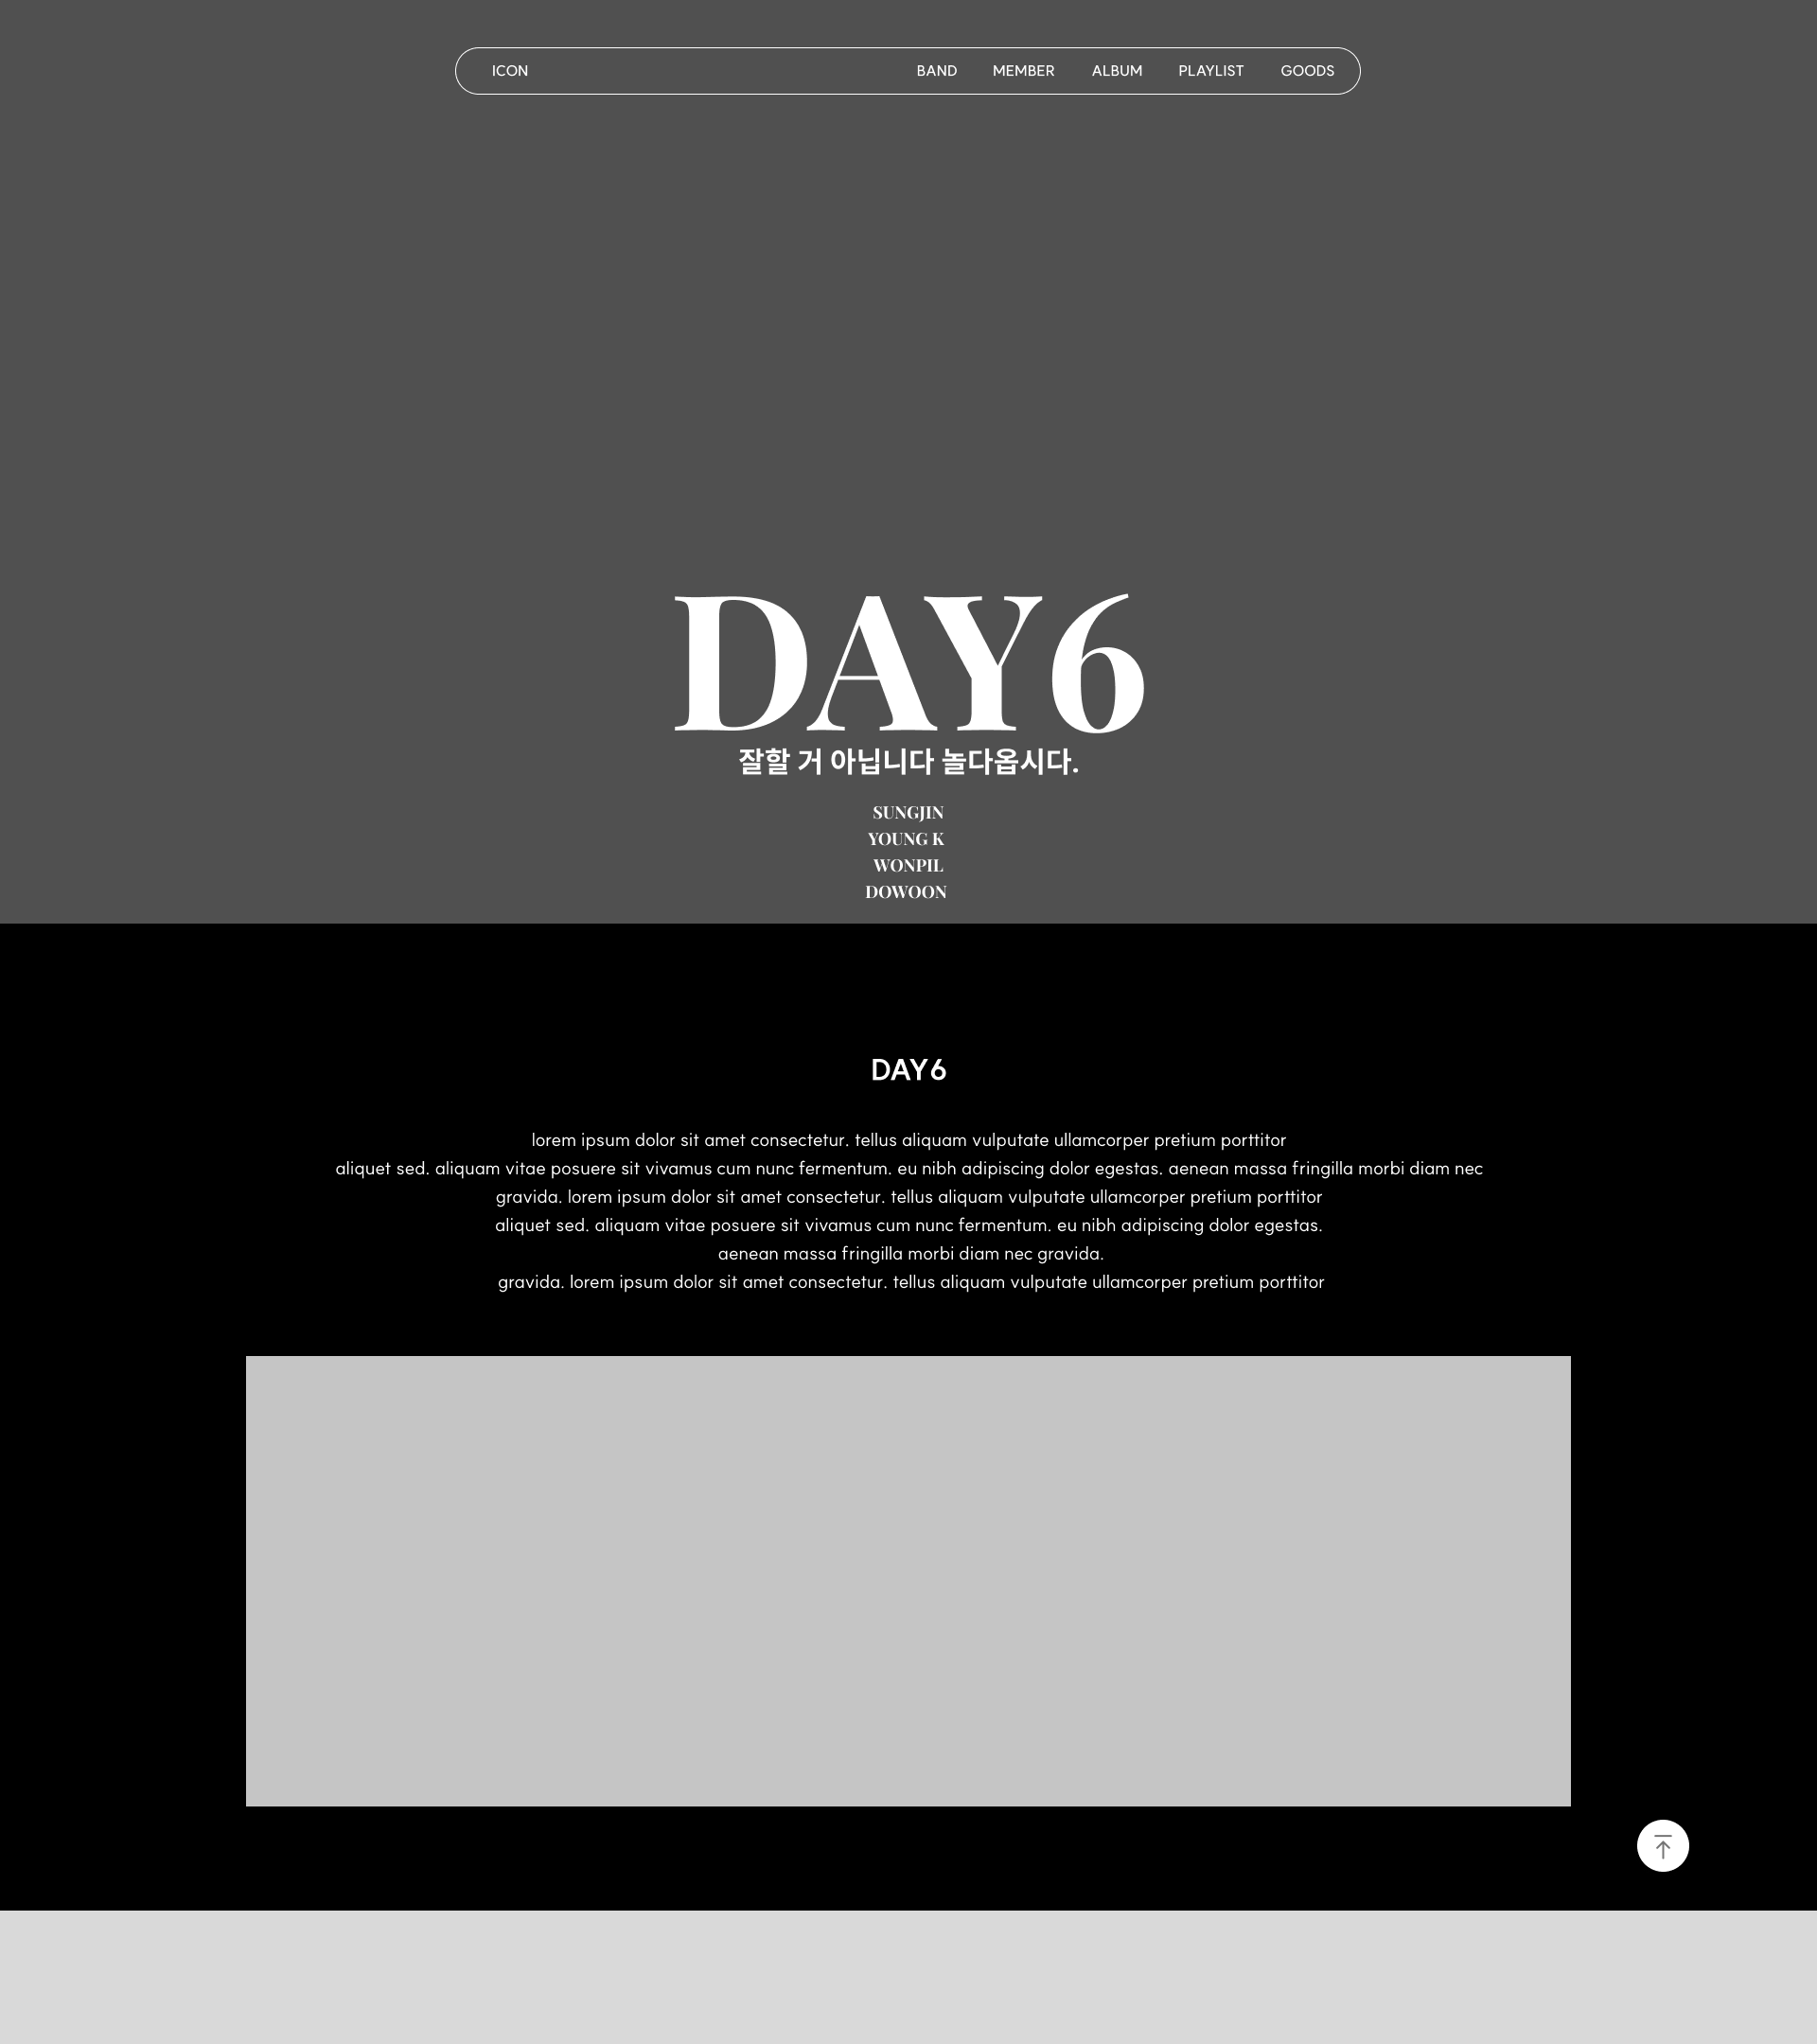 ICON BAND MEMBER ALBUM PLAYLIST GOODS
DAY6
잘할 거 아닙니다 놀다옵시다.
SUNGJIN
YOUNG K
WONPIL
DOWOON
DAY6
lorem ipsum dolor sit amet consectetur. tellus aliquam vulputate ullamcorper pretium porttitor
aliquet sed. aliquam vitae posuere sit vivamus cum nunc fermentum. eu nibh adipiscing dolor egestas. aenean massa fringilla morbi diam nec
gravida. lorem ipsum dolor sit amet consectetur. tellus aliquam vulputate ullamcorper pretium porttitor
aliquet sed. aliquam vitae posuere sit vivamus cum nunc fermentum. eu nibh adipiscing dolor egestas.
aenean massa fringilla morbi diam nec gravida.
gravida. lorem ipsum dolor sit amet consectetur. tellus aliquam vulputate ullamcorper pretium porttitor